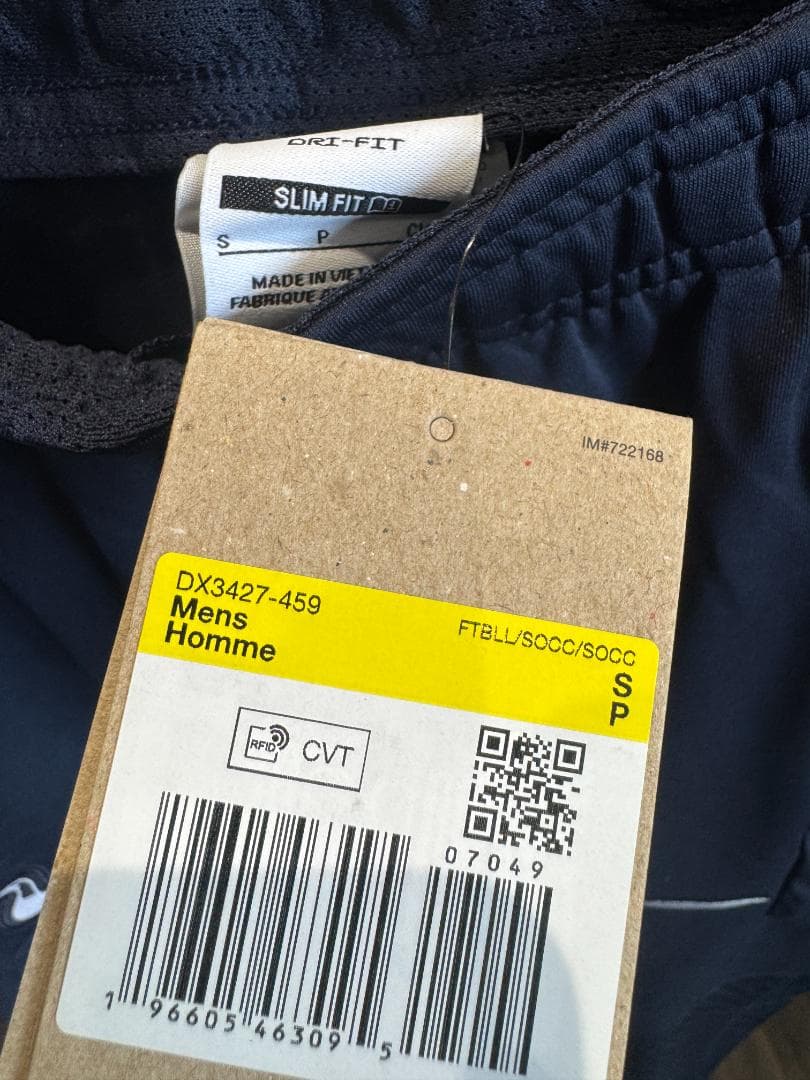 DRI-FIT
SLIM FIT
S P
MADE IN
FABRIQUE
IM#722168
DX3427-459
Mens
Homme
FTBLL/SOCC/SOCC
S
P
RFID CVT
07049
1 96605 46309 5